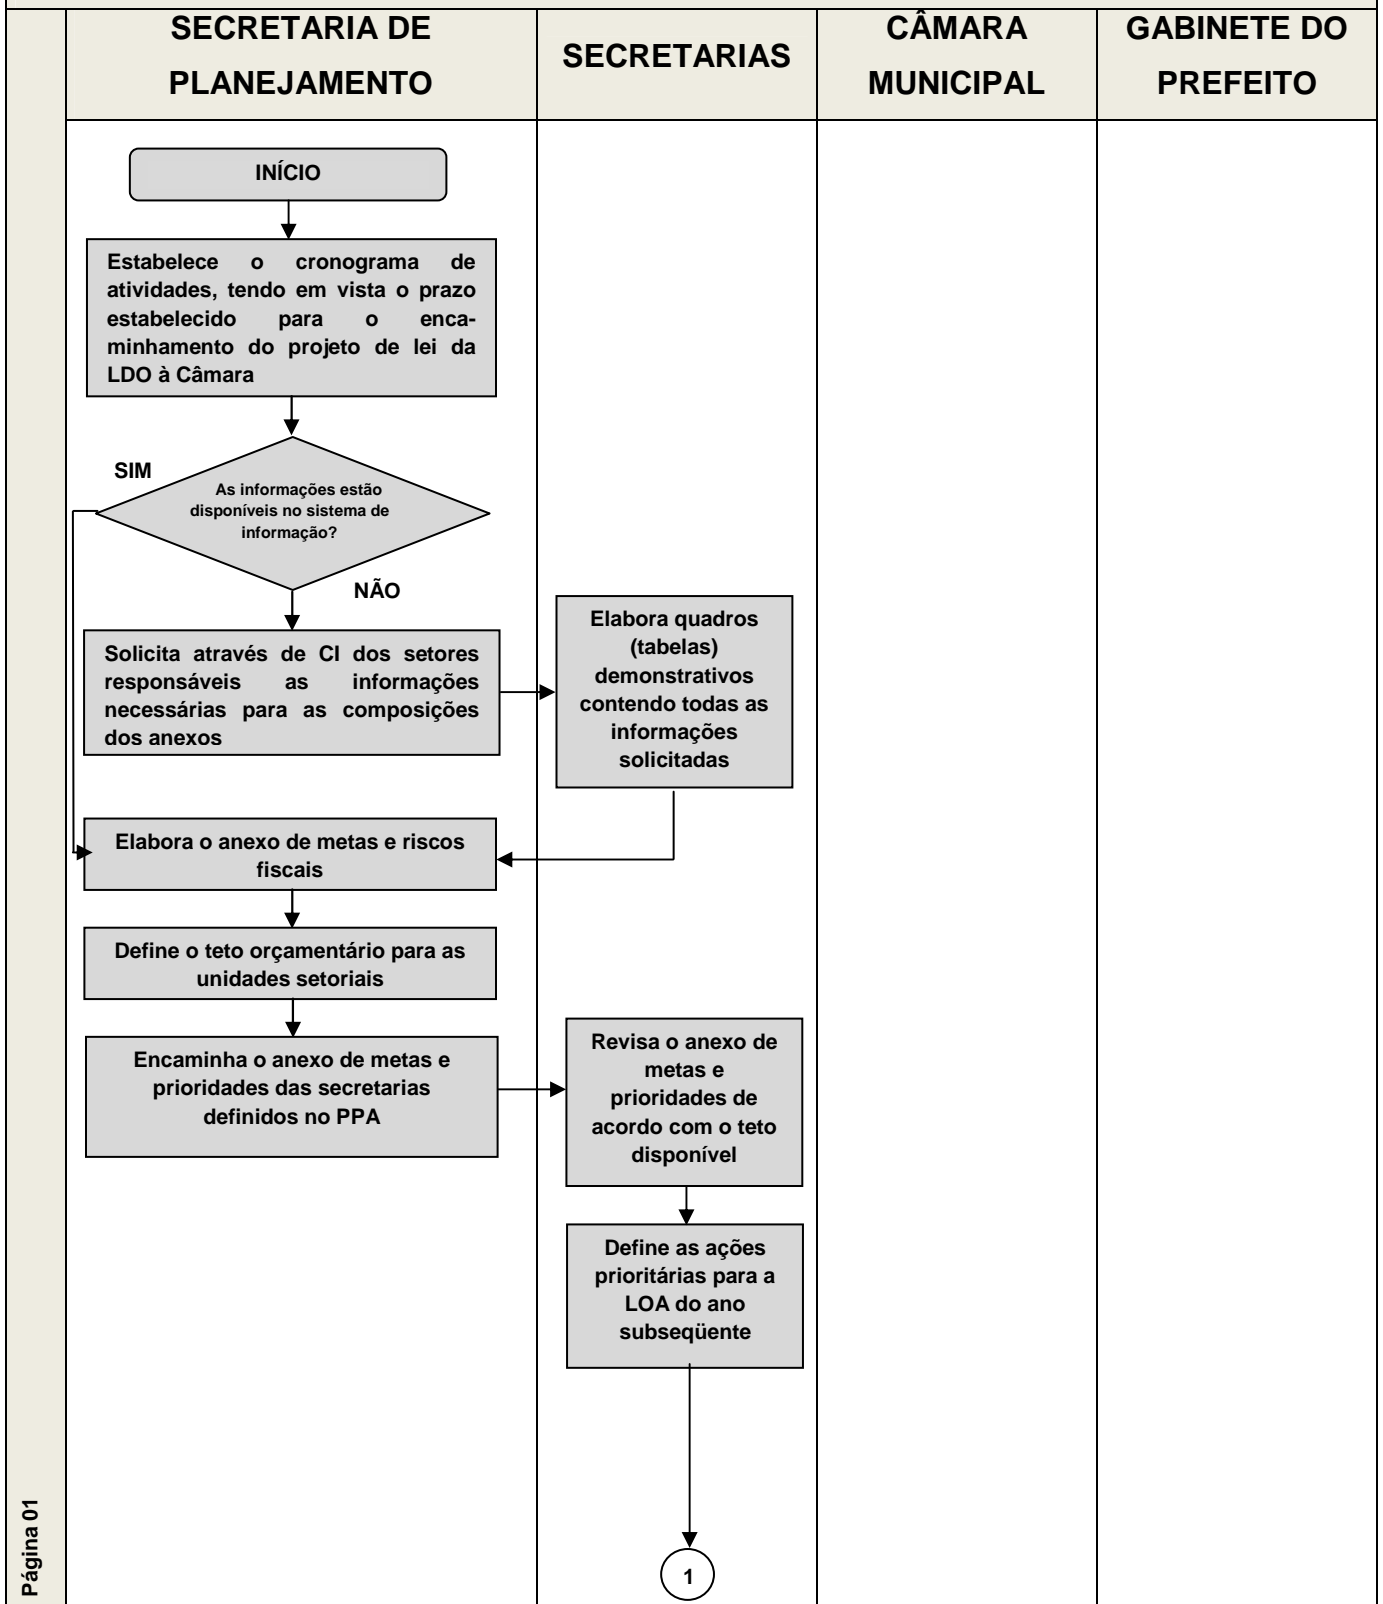 SECRETARIA DE
PLANEJAMENTO
SECRETARIAS
CÂMARA
MUNICIPAL
GABINETE DO
PREFEITO
INÍCIO
Estabelece o cronograma de
atividades, tendo em vista o prazo
estabelecido para o enca-
minhamento do projeto de lei da
LDO à Câmara
SIM
As informações estão
disponíveis no sistema de
informação?
NÃO
Solicita através de CI dos setores
responsáveis as informações
necessárias para as composições
dos anexos
Elabora quadros
(tabelas)
demonstrativos
contendo todas as
informações
solicitadas
Elabora o anexo de metas e riscos
fiscais
Define o teto orçamentário para as
unidades setoriais
Encaminha o anexo de metas e
prioridades das secretarias
definidos no PPA
Revisa o anexo de
metas e
prioridades de
acordo com o teto
disponível
Define as ações
prioritárias para a
LOA do ano
subseqüente
1
Página 01